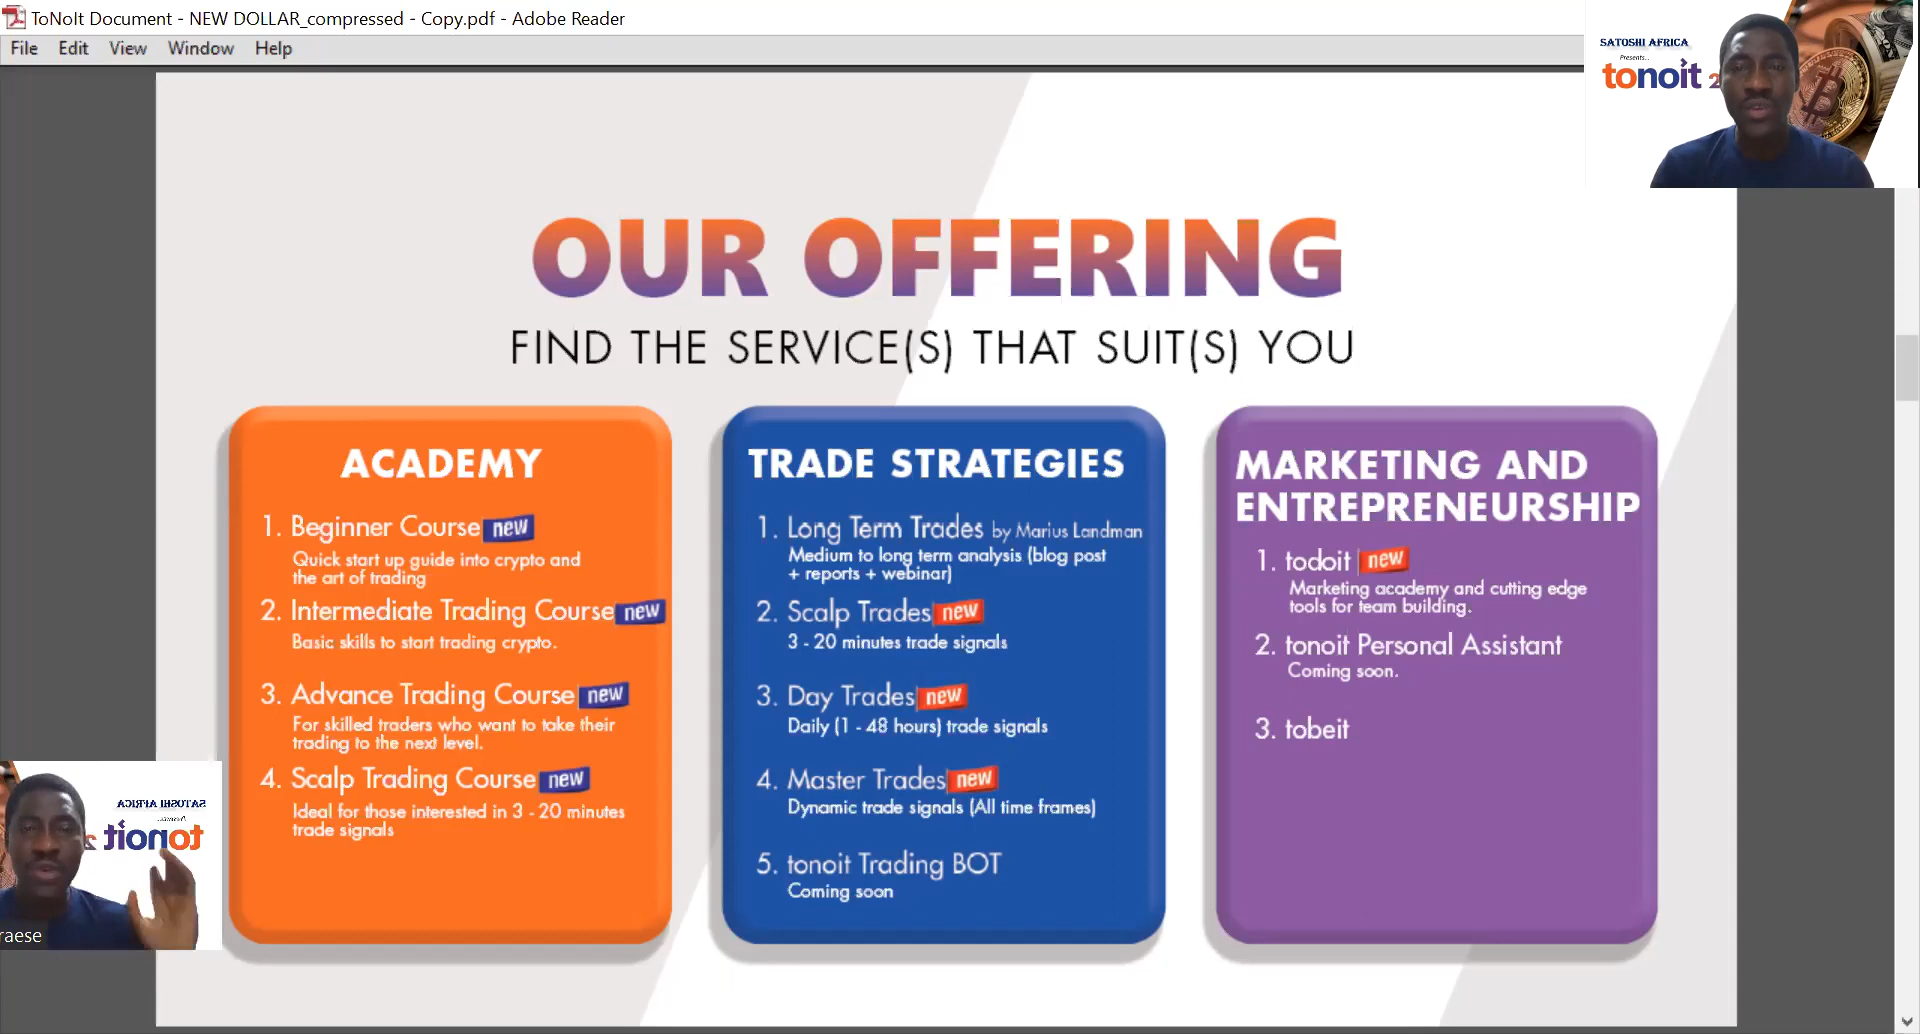 ToNoIt Document - NEW DOLLAR_compressed - Copy.pdf - Adobe Reader
File Edit View Window Help
SATOSHI AFRICA
Presents...
tonoit 2
OUR OFFERING
FIND THE SERVICE(S) THAT SUIT(S) YOU
ACADEMY
1. Beginner Course new
Quick start up guide into crypto and
the art of trading
2. Intermediate Trading Course new
Basic skills to start trading crypto.
3. Advance Trading Course new
For skilled traders who want to take their
trading to the next level.
4. Scalp Trading Course new
Ideal for those interested in 3 - 20 minutes
trade signals
TRADE STRATEGIES
1. Long Term Trades by Marius Landman
Medium to long term analysis (blog post
+ reports + webinar)
2. Scalp Trades new
3 - 20 minutes trade signals
3. Day Trades new
Daily (1 - 48 hours) trade signals
4. Master Trades new
Dynamic trade signals (All time frames)
5. tonoit Trading BOT
Coming soon
MARKETING AND
ENTREPRENEURSHIP
1. todoit new
Marketing academy and cutting edge
tools for team building.
2. tonoit Personal Assistant
Coming soon.
3. tobeit
SATOSHI AFRICA
Presents...
tonoit 2
raese